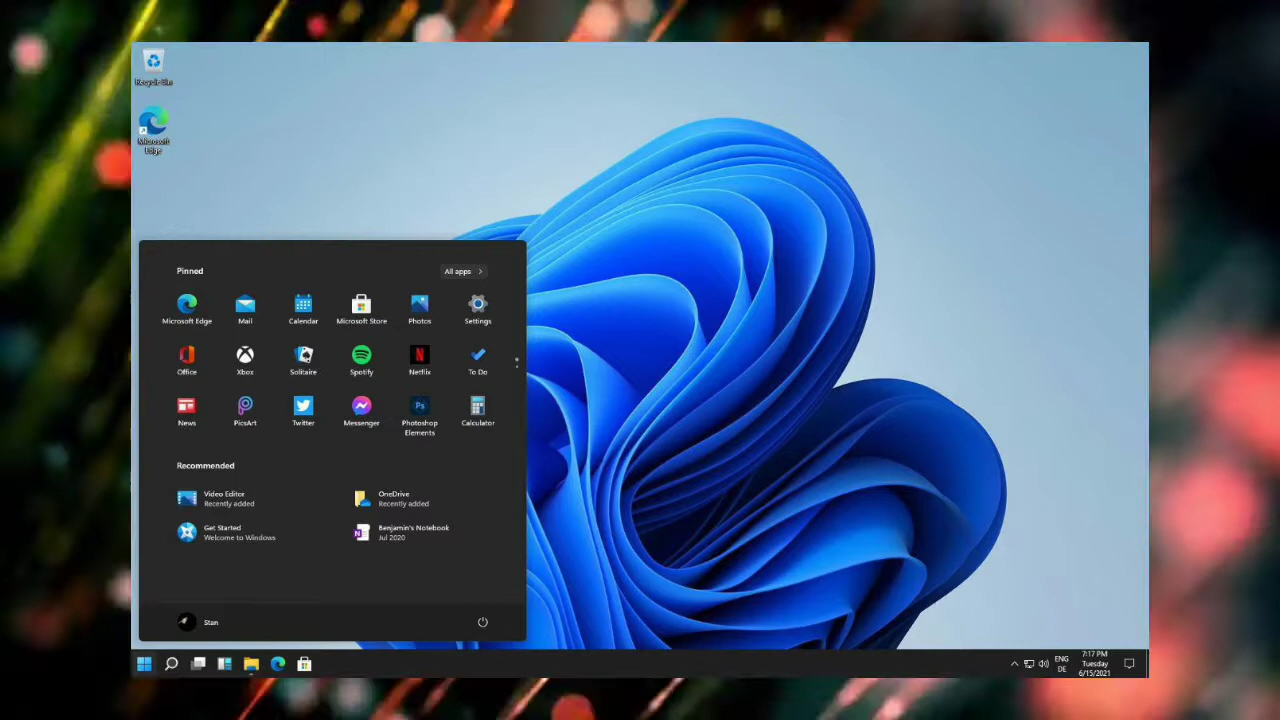 Recycle Bin
Microsoft
Edge
Pinned
All apps
Microsoft Edge
Mail
Calendar
Microsoft Store
Photos
Settings
Office
Xbox
Solitaire
Spotify
Netflix
To Do
News
PicsArt
Twitter
Messenger
Photoshop
Elements
Calculator
Recommended
Video Editor
Recently added
OneDrive
Recently added
Get Started
Welcome to Windows
Benjamin's Notebook
Jul 2020
Stan
ENG
DE
7:17 PM
Tuesday
6/15/2021